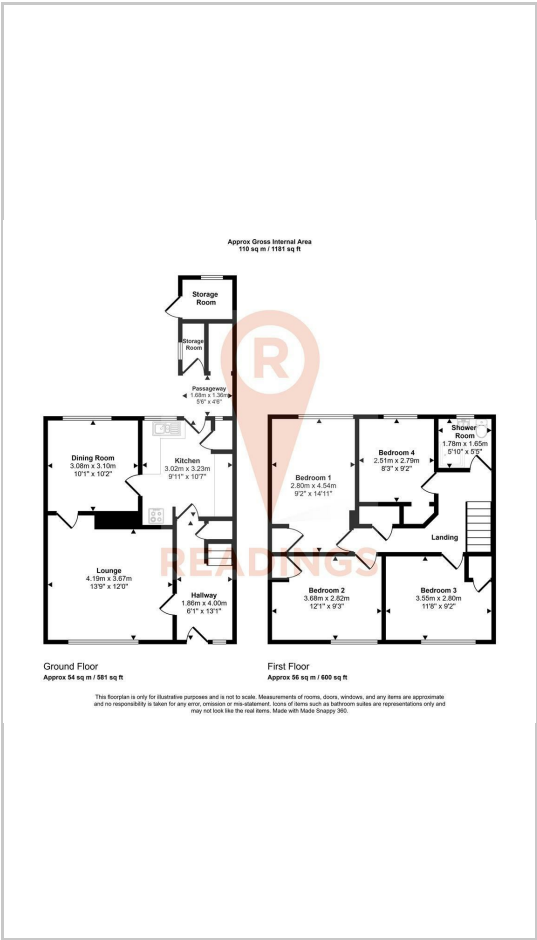 Approx Gross Internal Area
110 sq m / 1181 sq ft
Storage
Room
Storage
Room
Passageway
1.68m x 1.36m
5'6" x 4'6"
Dining Room
3.08m x 3.10m
10'1" x 10'2"
Kitchen
3.02m x 3.23m
9'11" x 10'7"
Lounge
4.19m x 3.67m
13'9" x 12'0"
Hallway
1.86m x 4.00m
6'1" x 13'1"
Ground Floor
Approx 54 sq m / 581 sq ft
Bedroom 1
2.80m x 4.54m
9'2" x 14'11"
Bedroom 4
2.51m x 2.79m
8'3" x 9'2"
Shower
Room
1.78m x 1.65m
5'10" x 5'5"
Landing
Bedroom 2
3.68m x 2.82m
12'1" x 9'3"
Bedroom 3
3.55m x 2.80m
11'8" x 9'2"
First Floor
Approx 56 sq m / 600 sq ft
R
READINGS
This floorplan is only for illustrative purposes and is not to scale. Measurements of rooms, doors, windows, and any items are approximate
and no responsibility is taken for any error, omission or mis-statement. Icons of items such as bathroom suites are representations only and
may not look like the real items. Made with Made Snappy 360.